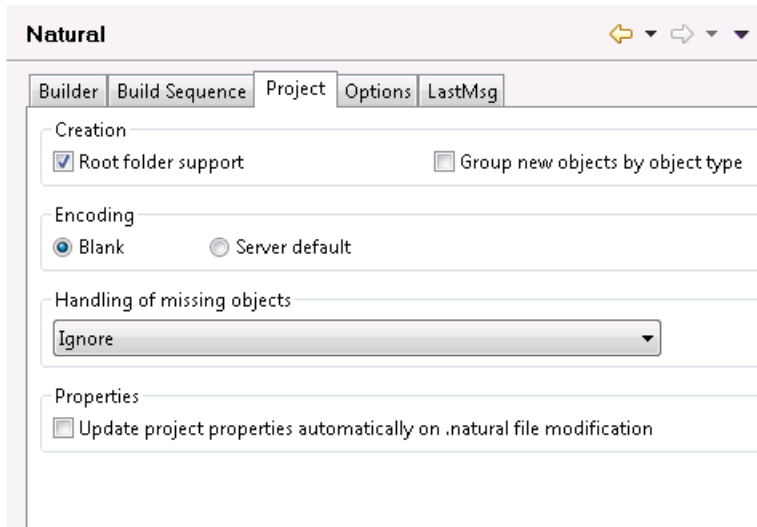 Natural
Builder Build Sequence Project Options LastMsg
Creation
Root folder support Group new objects by object type
Encoding
Blank Server default
Handling of missing objects
Ignore
Properties
Update project properties automatically on .natural file modification